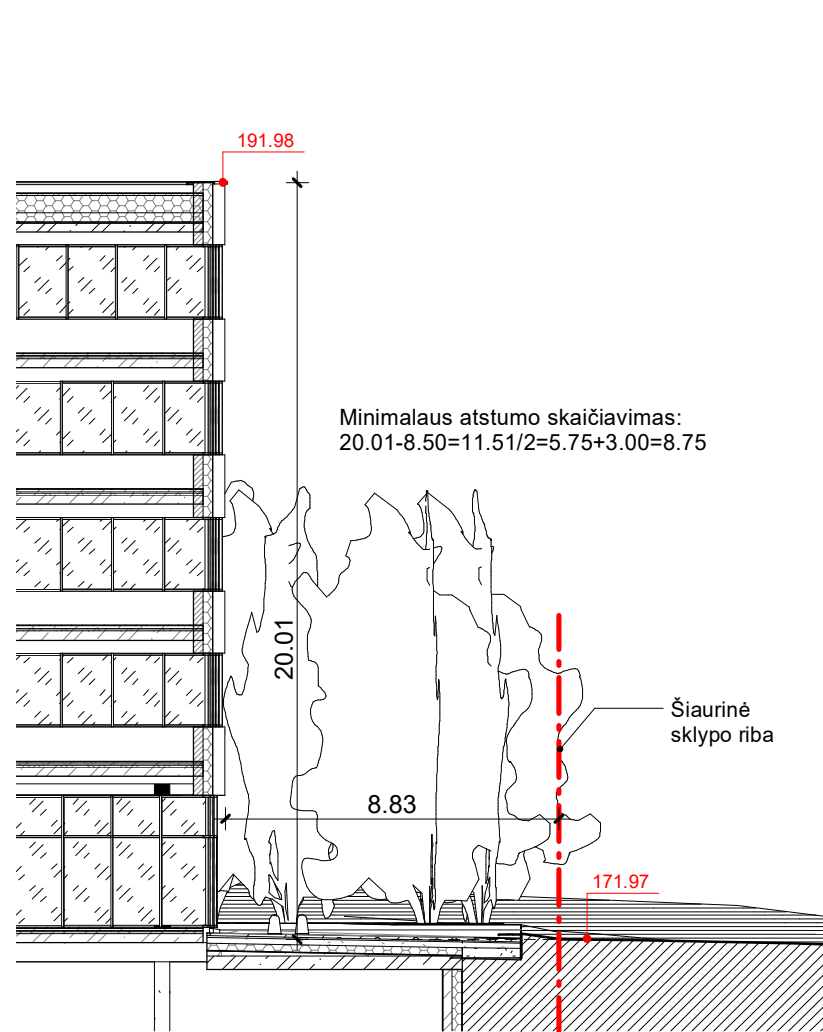 191.98
Minimalaus atstumo skaičiavimas:
20.01-8.50=11.51/2=5.75+3.00=8.75
20.01
Šiaurinė
sklypo riba
8.83
171.97